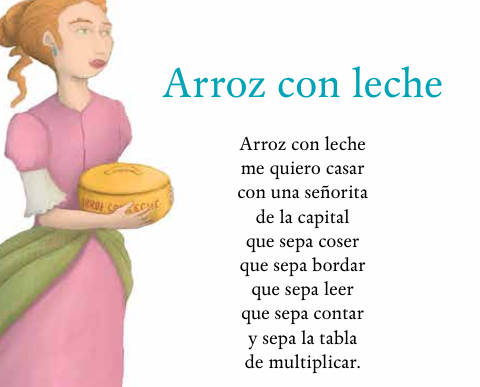 Arroz con leche
Arroz con leche
me quiero casar
con una señorita
de la capital
que sepa coser
que sepa bordar
que sepa leer
que sepa contar
y sepa la tabla
de multiplicar.
ARROZ CON LECHE